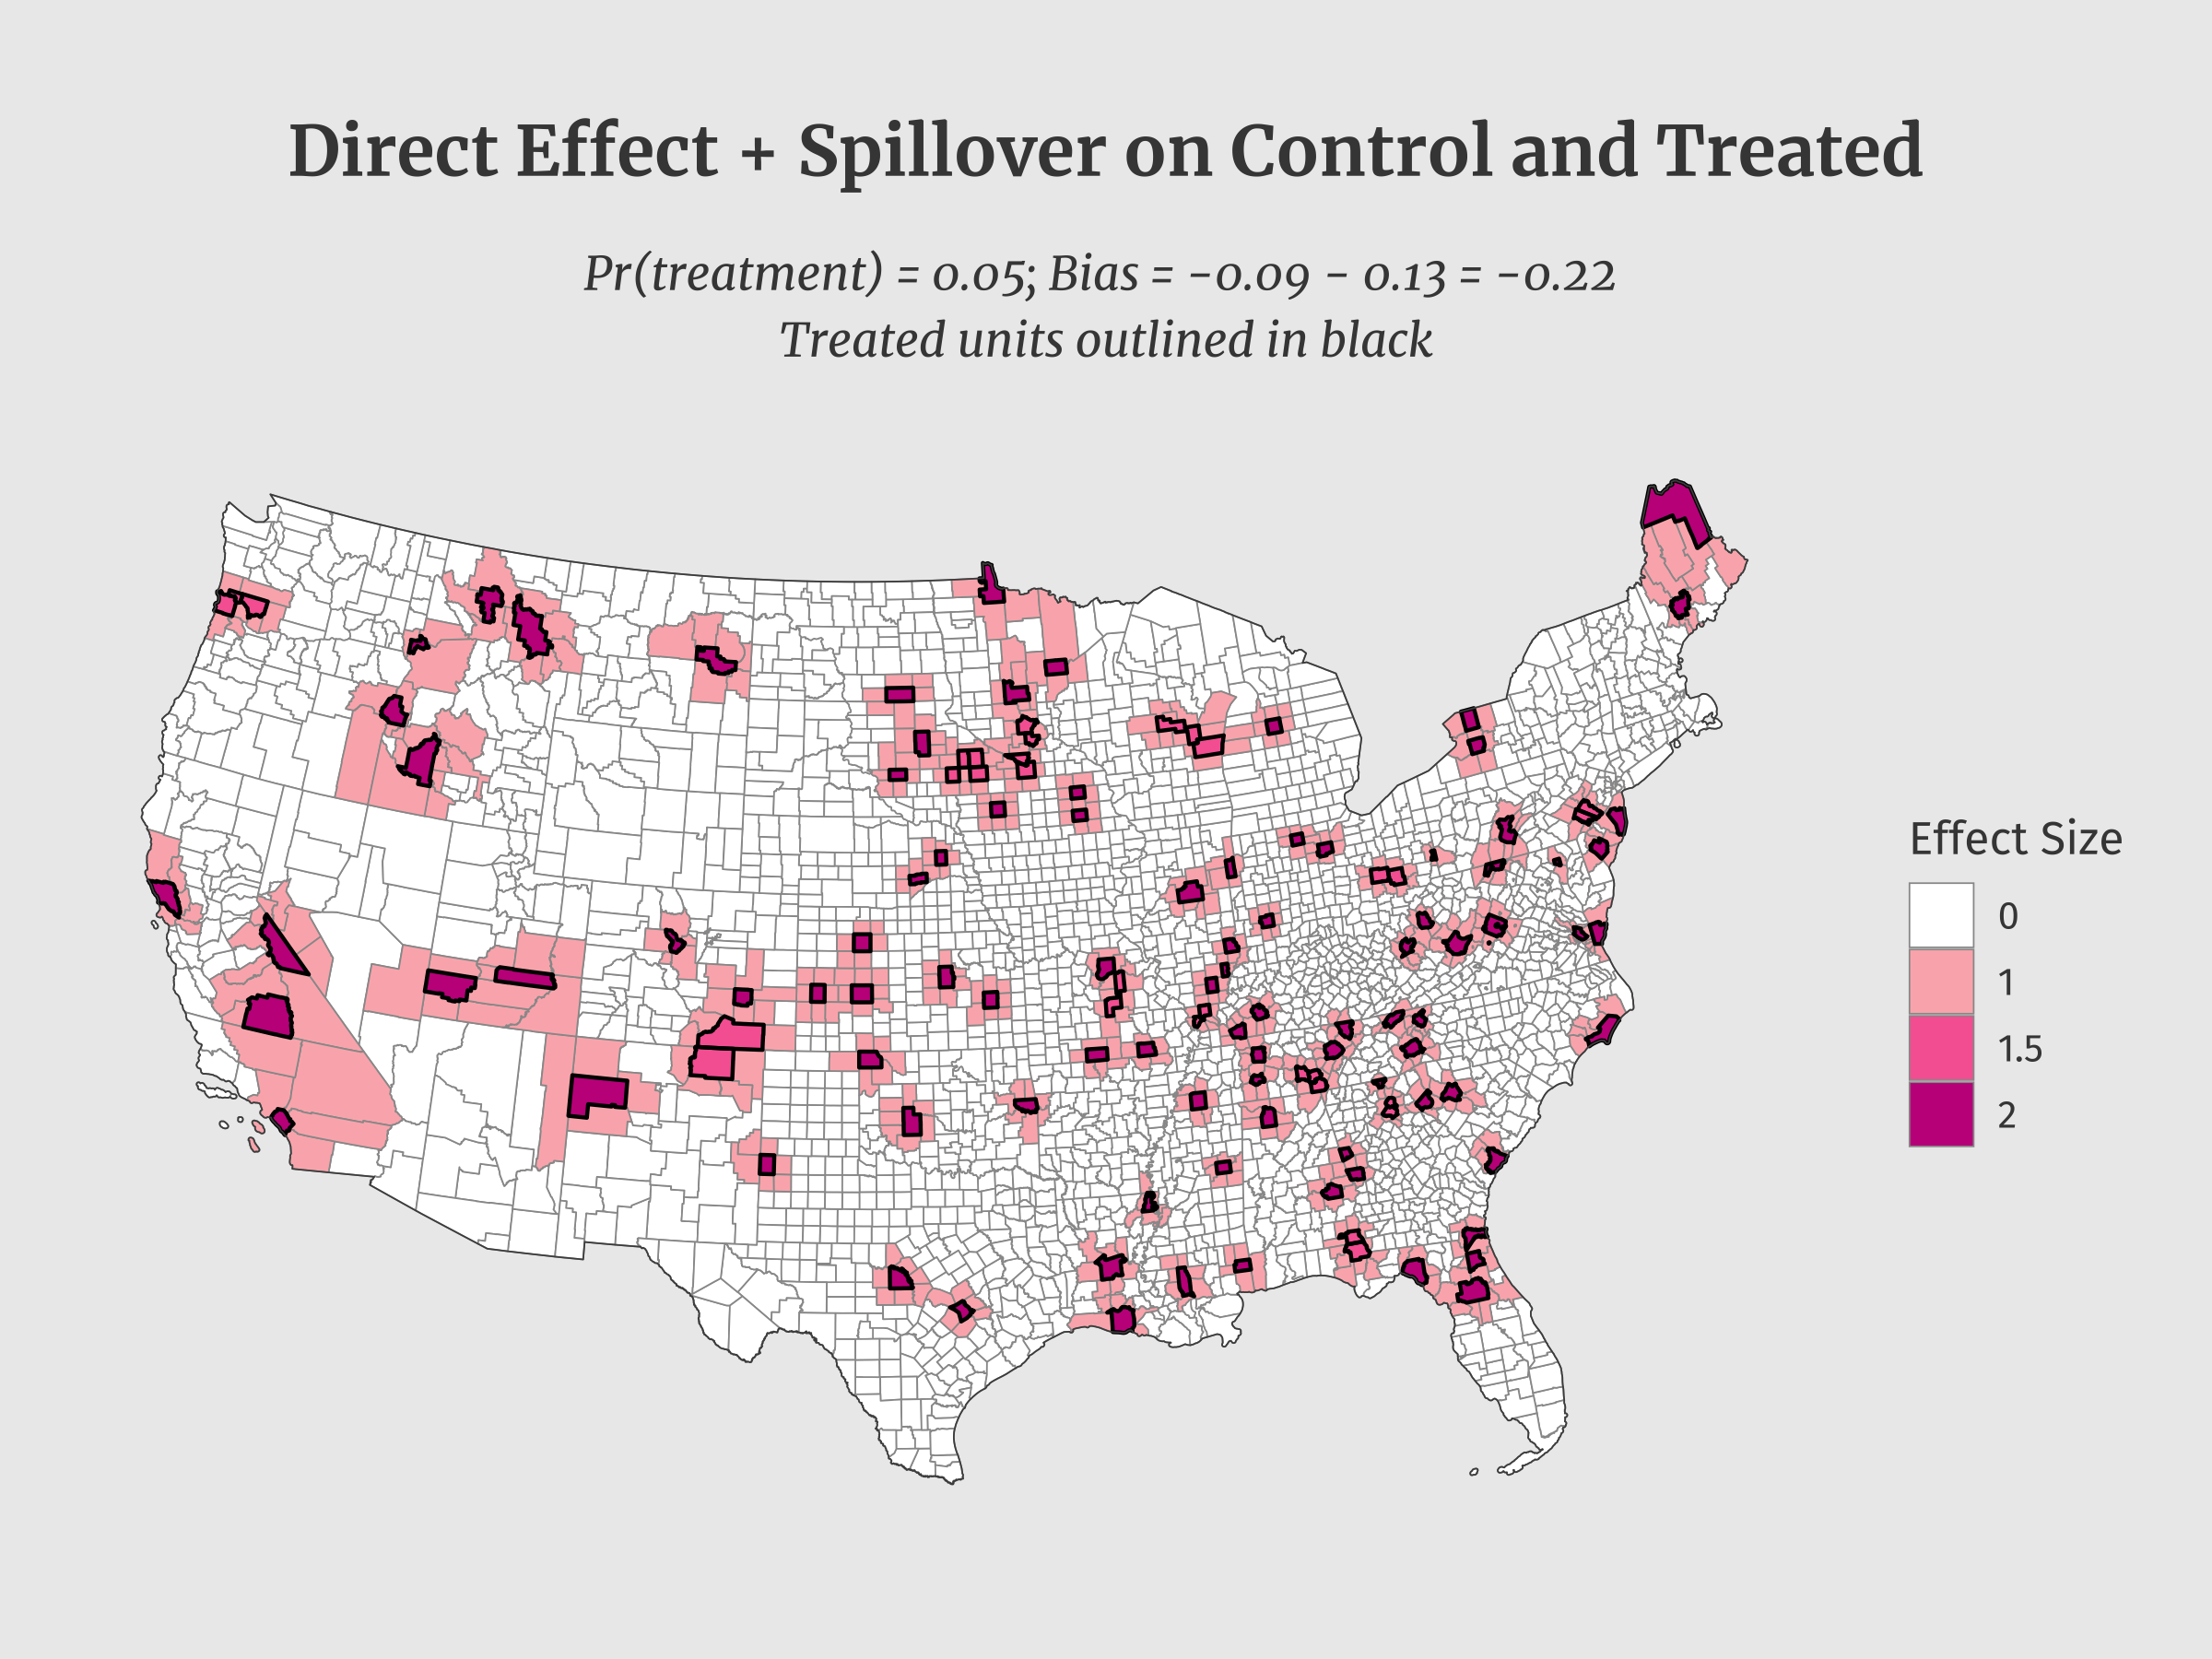 Direct Effect + Spillover on Control and Treated
Pr(treatment) = 0.05; Bias = −0.09 − 0.13 = −0.22
Treated units outlined in black
Effect Size
0
1
1.5
2